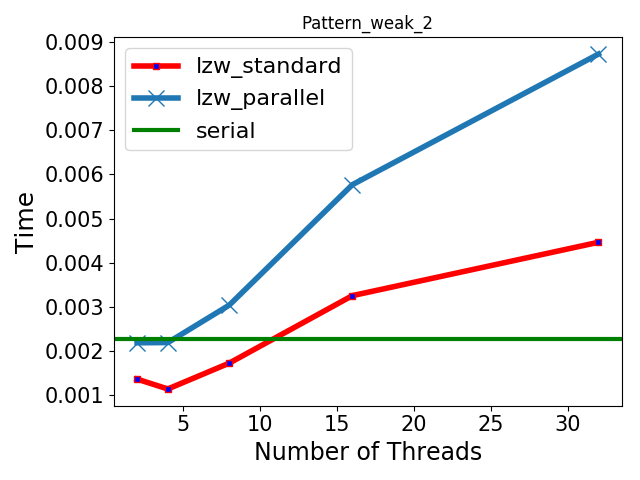 Pattern_weak_2
lzw_standard
lzw_parallel
serial
Time
0.009
0.008
0.007
0.006
0.005
0.004
0.003
0.002
0.001
5 10 15 20 25 30
Number of Threads